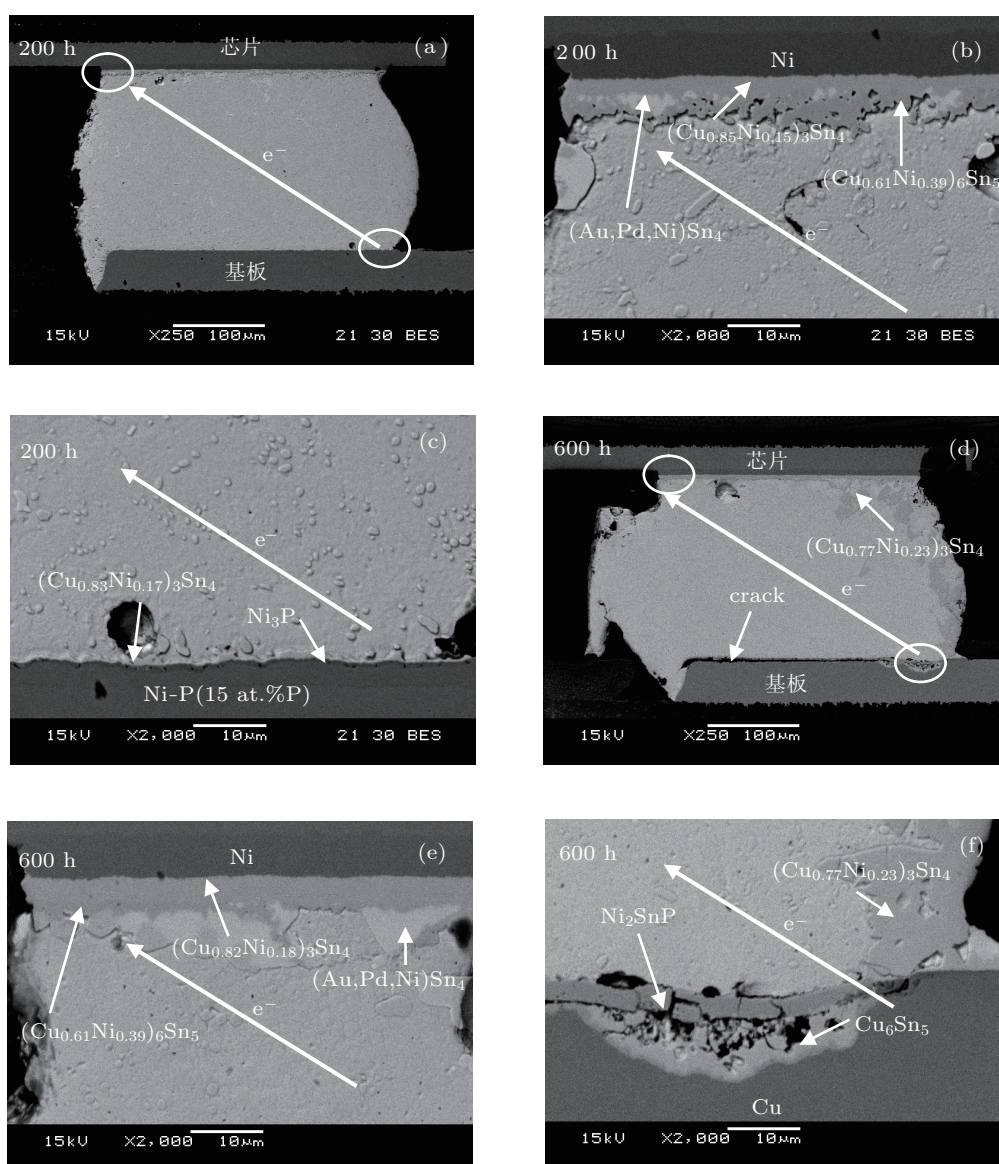 200 h
芯片
(a)
e⁻
基板
15kV X250 100μm 21 30 BES
200 h
(b)
Ni
(Cu₀.₈₅Ni₀,₁₅)₃Sn₄
(Cu₀.₆₁Ni₀.₃₉)₆Sn₅
(Au,Pd,Ni)Sn₄
e⁻
15kV X2,000 10μm 21 30 BES
200 h
(c)
e⁻
(Cu₀.₈₃Ni₀.₁₇)₃Sn₄
Ni₃P
Ni-P(15 at.%P)
15kV X2,000 10μm 21 30 BES
600 h
芯片
(d)
(Cu₀.₇₇Ni₀.₂₃)₃Sn₄
e⁻
crack
基板
15kV X250 100μm
600 h
Ni
(e)
(Cu₀.₈₂Ni₀.₁₈)₃Sn₄
(Au,Pd,Ni)Sn₄
e⁻
(Cu₀.₆₁Ni₀.₃₉)₆Sn₅
15kV X2,000 10μm
600 h
(f)
(Cu₀.₇₇Ni₀.₂₃)₃Sn₄
Ni₂SnP
e⁻
Cu₆Sn₅
Cu
15kV X2,000 10μm